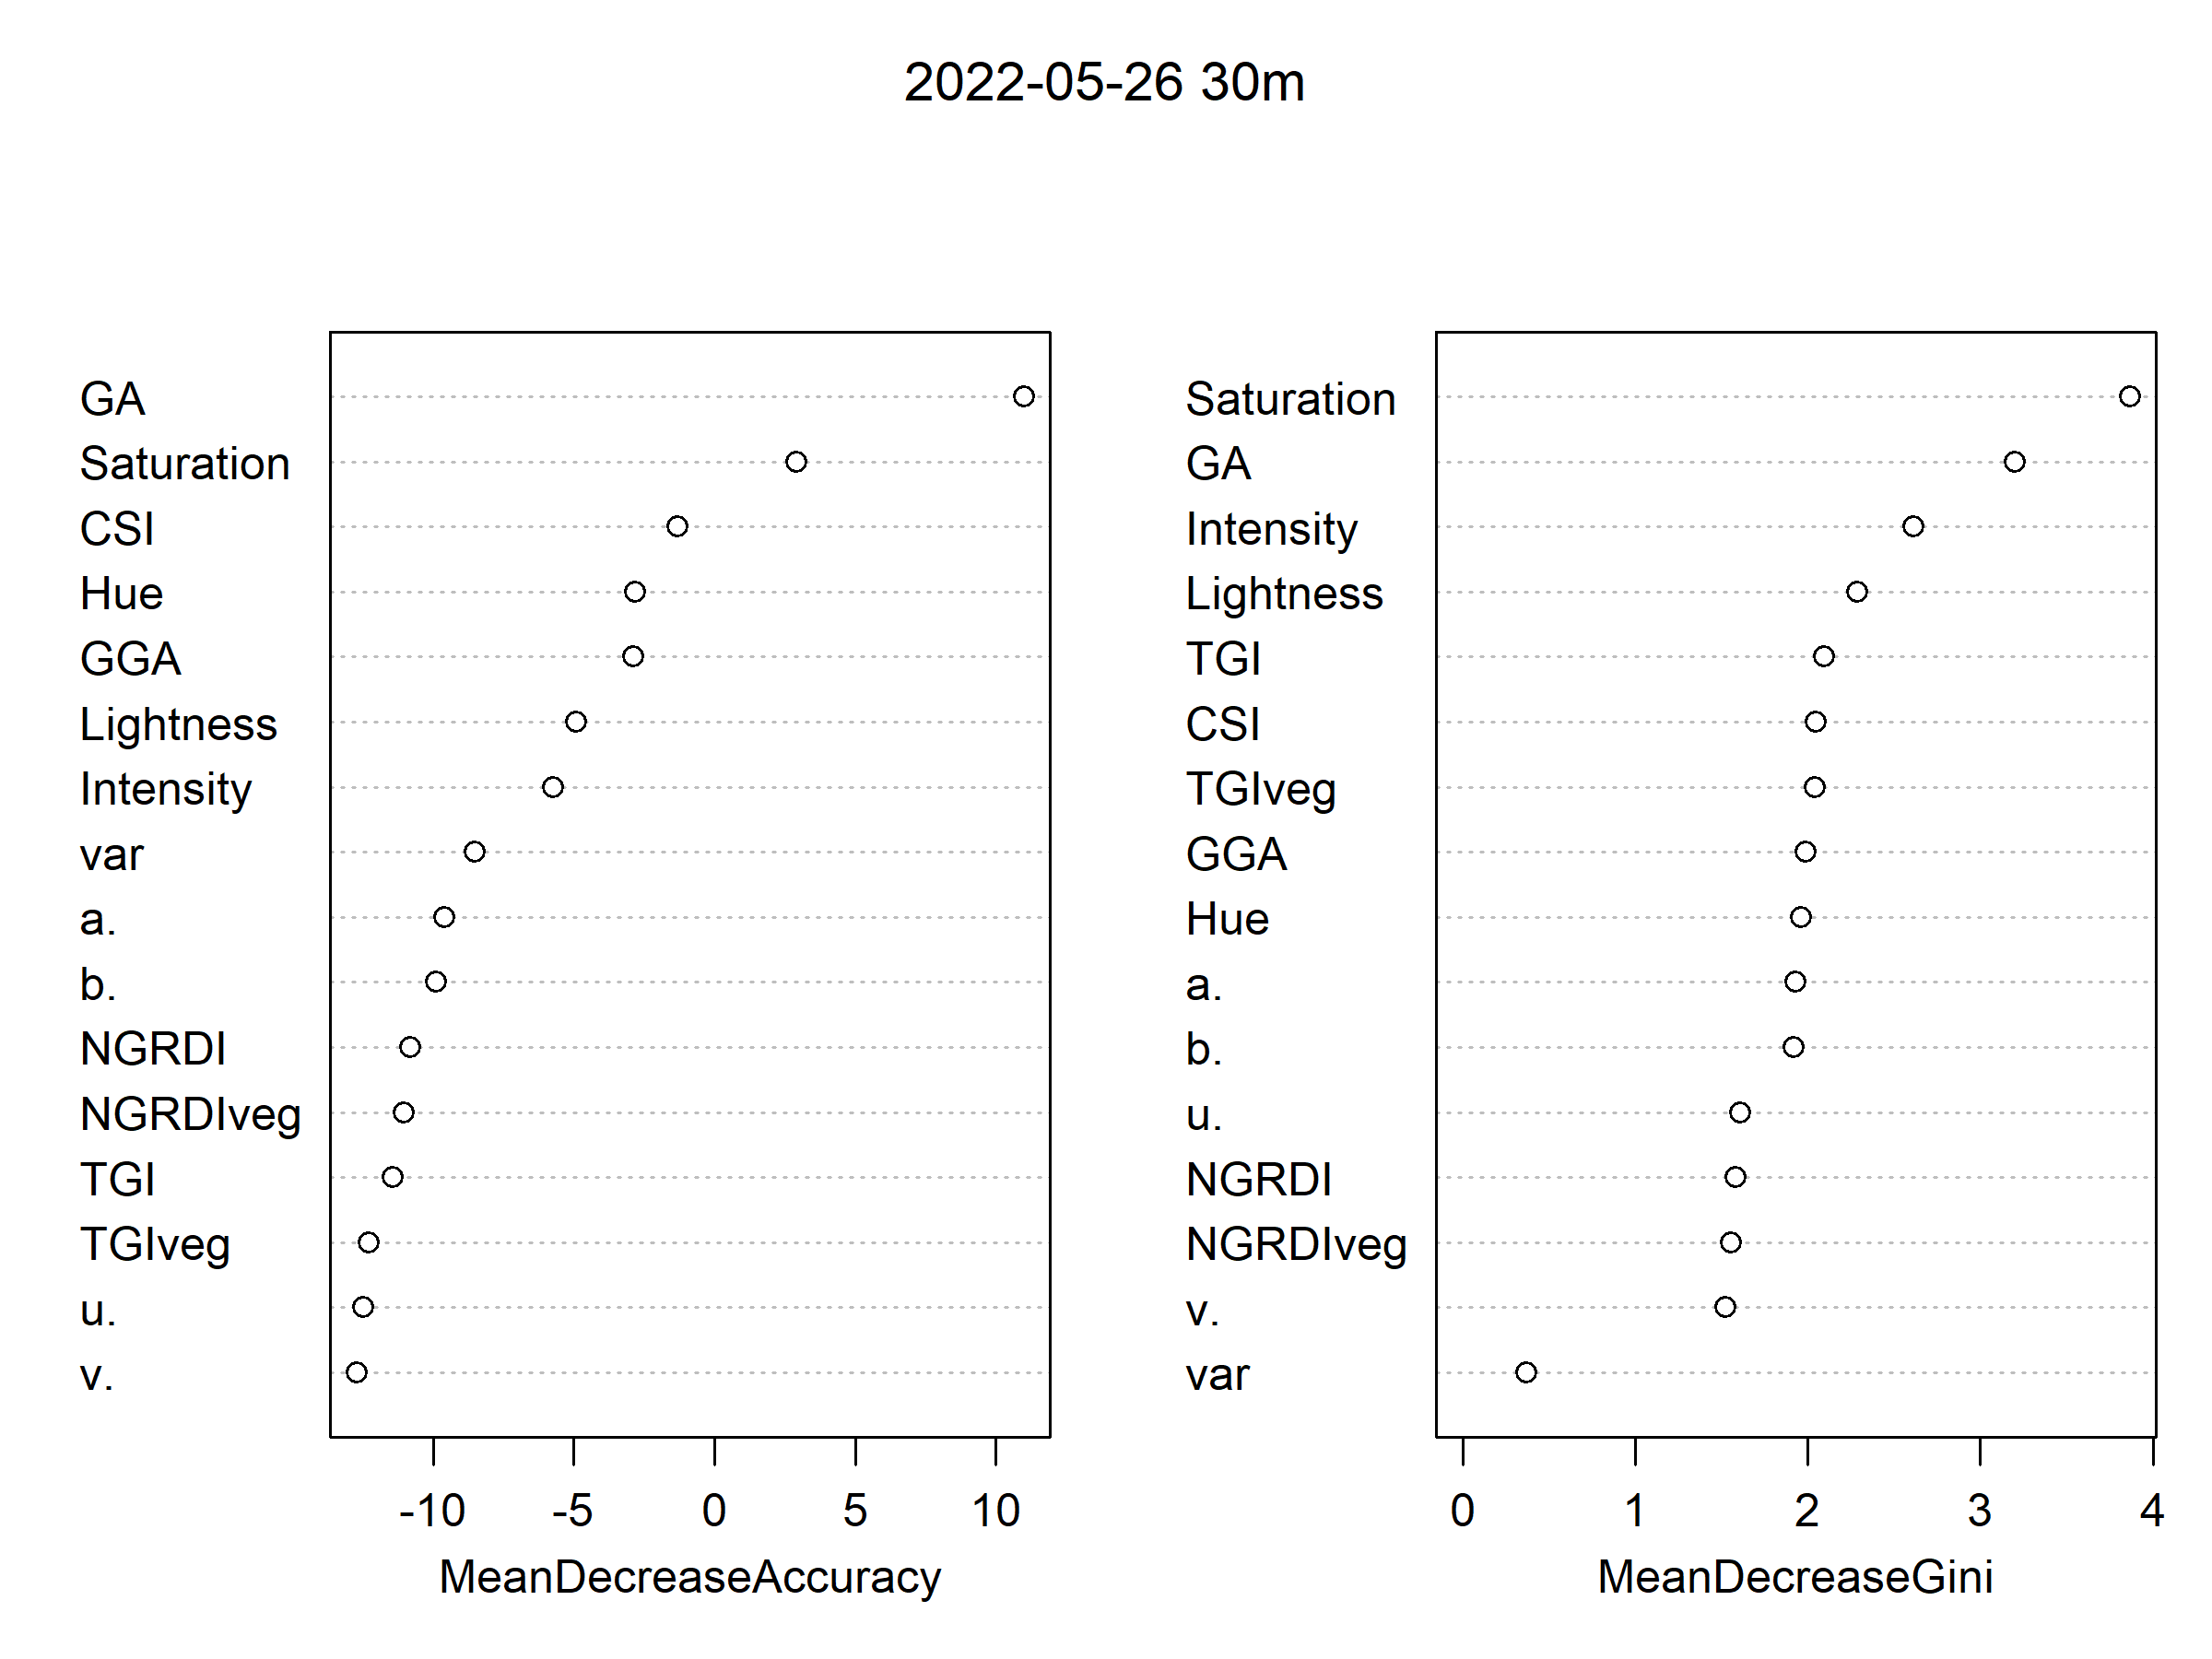 2022-05-26 30m
GA
Saturation
CSI
Hue
GGA
Lightness
Intensity
var
a.
b.
NGRDI
NGRDIveg
TGI
TGIveg
u.
v.
-10 -5 0 5 10
MeanDecreaseAccuracy
Saturation
GA
Intensity
Lightness
TGI
CSI
TGIveg
GGA
Hue
a.
b.
u.
NGRDI
NGRDIveg
v.
var
0 1 2 3 4
MeanDecreaseGini